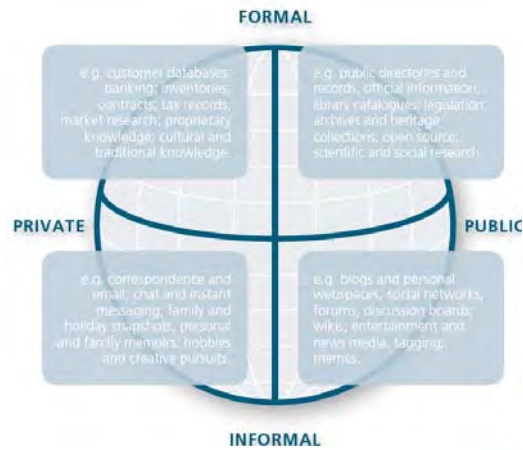 FORMAL
e.g. customer databases;
banking; inventories;
contracts; tax records;
market research; proprietary
knowledge; cultural and
traditional knowledge.
e.g. public directories and
records; official information;
library catalogues; legislation;
archives and heritage
collections; open source;
scientific and social research.
PRIVATE
PUBLIC
e.g. correspondence and
email; chat and instant
messaging; family and
holiday snapshots; personal
and family memoirs; hobbies
and creative pursuits.
e.g. blogs and personal
webspaces; social networks,
forums, discussion boards;
wikis; entertainment and
news media; tagging;
memes.
INFORMAL